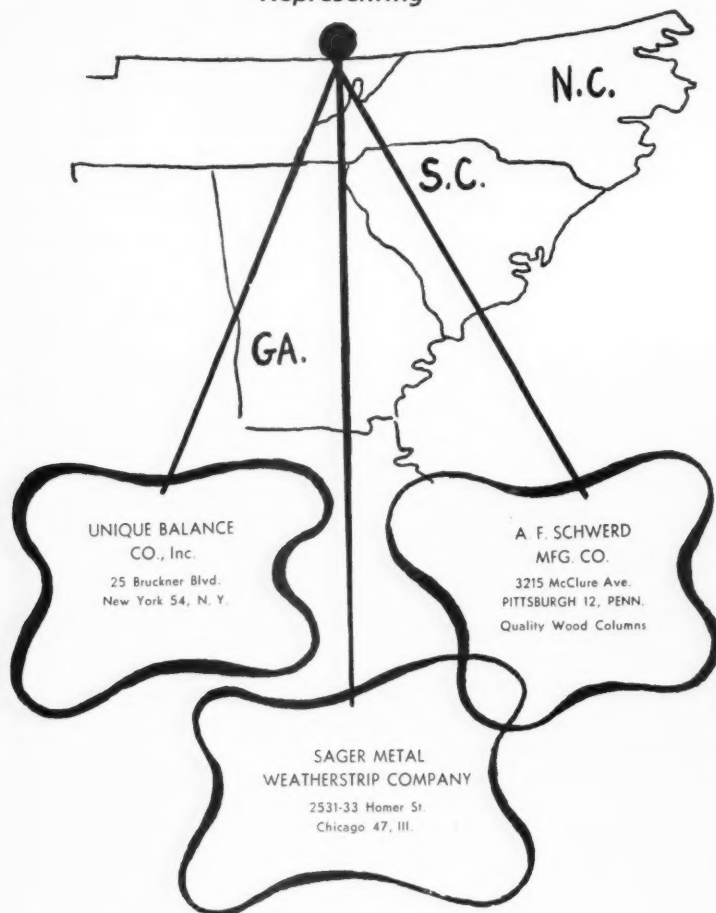 Representing
N.C.
S.C.
GA.
UNIQUE BALANCE
CO., Inc.
25 Bruckner Blvd.
New York 54, N. Y.
A. F. SCHWERD
MFG. CO.
3215 McClure Ave.
PITTSBURGH 12, PENN.
Quality Wood Columns
SAGER METAL
WEATHERSTRIP COMPANY
2531-33 Homer St.
Chicago 47, Ill.